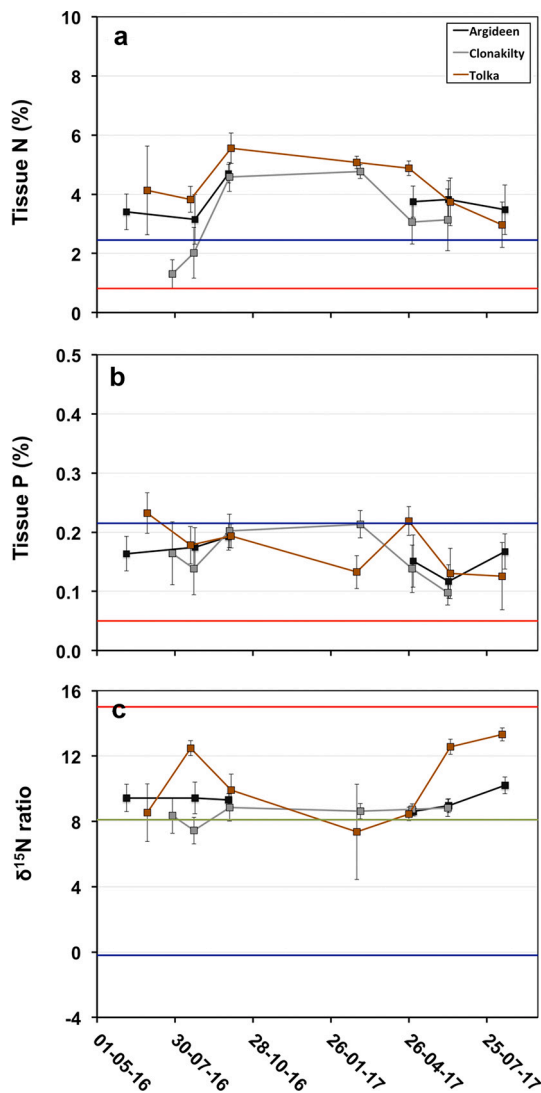 a
Argideen
Clonakilty
Tolka
Tissue N (%)
10
8
6
4
2
0
b
Tissue P (%)
0.5
0.4
0.3
0.2
0.1
0.0
c
δ¹⁵N ratio
16
12
8
4
0
-4
01-05-16
30-07-16
28-10-16
26-01-17
26-04-17
25-07-17